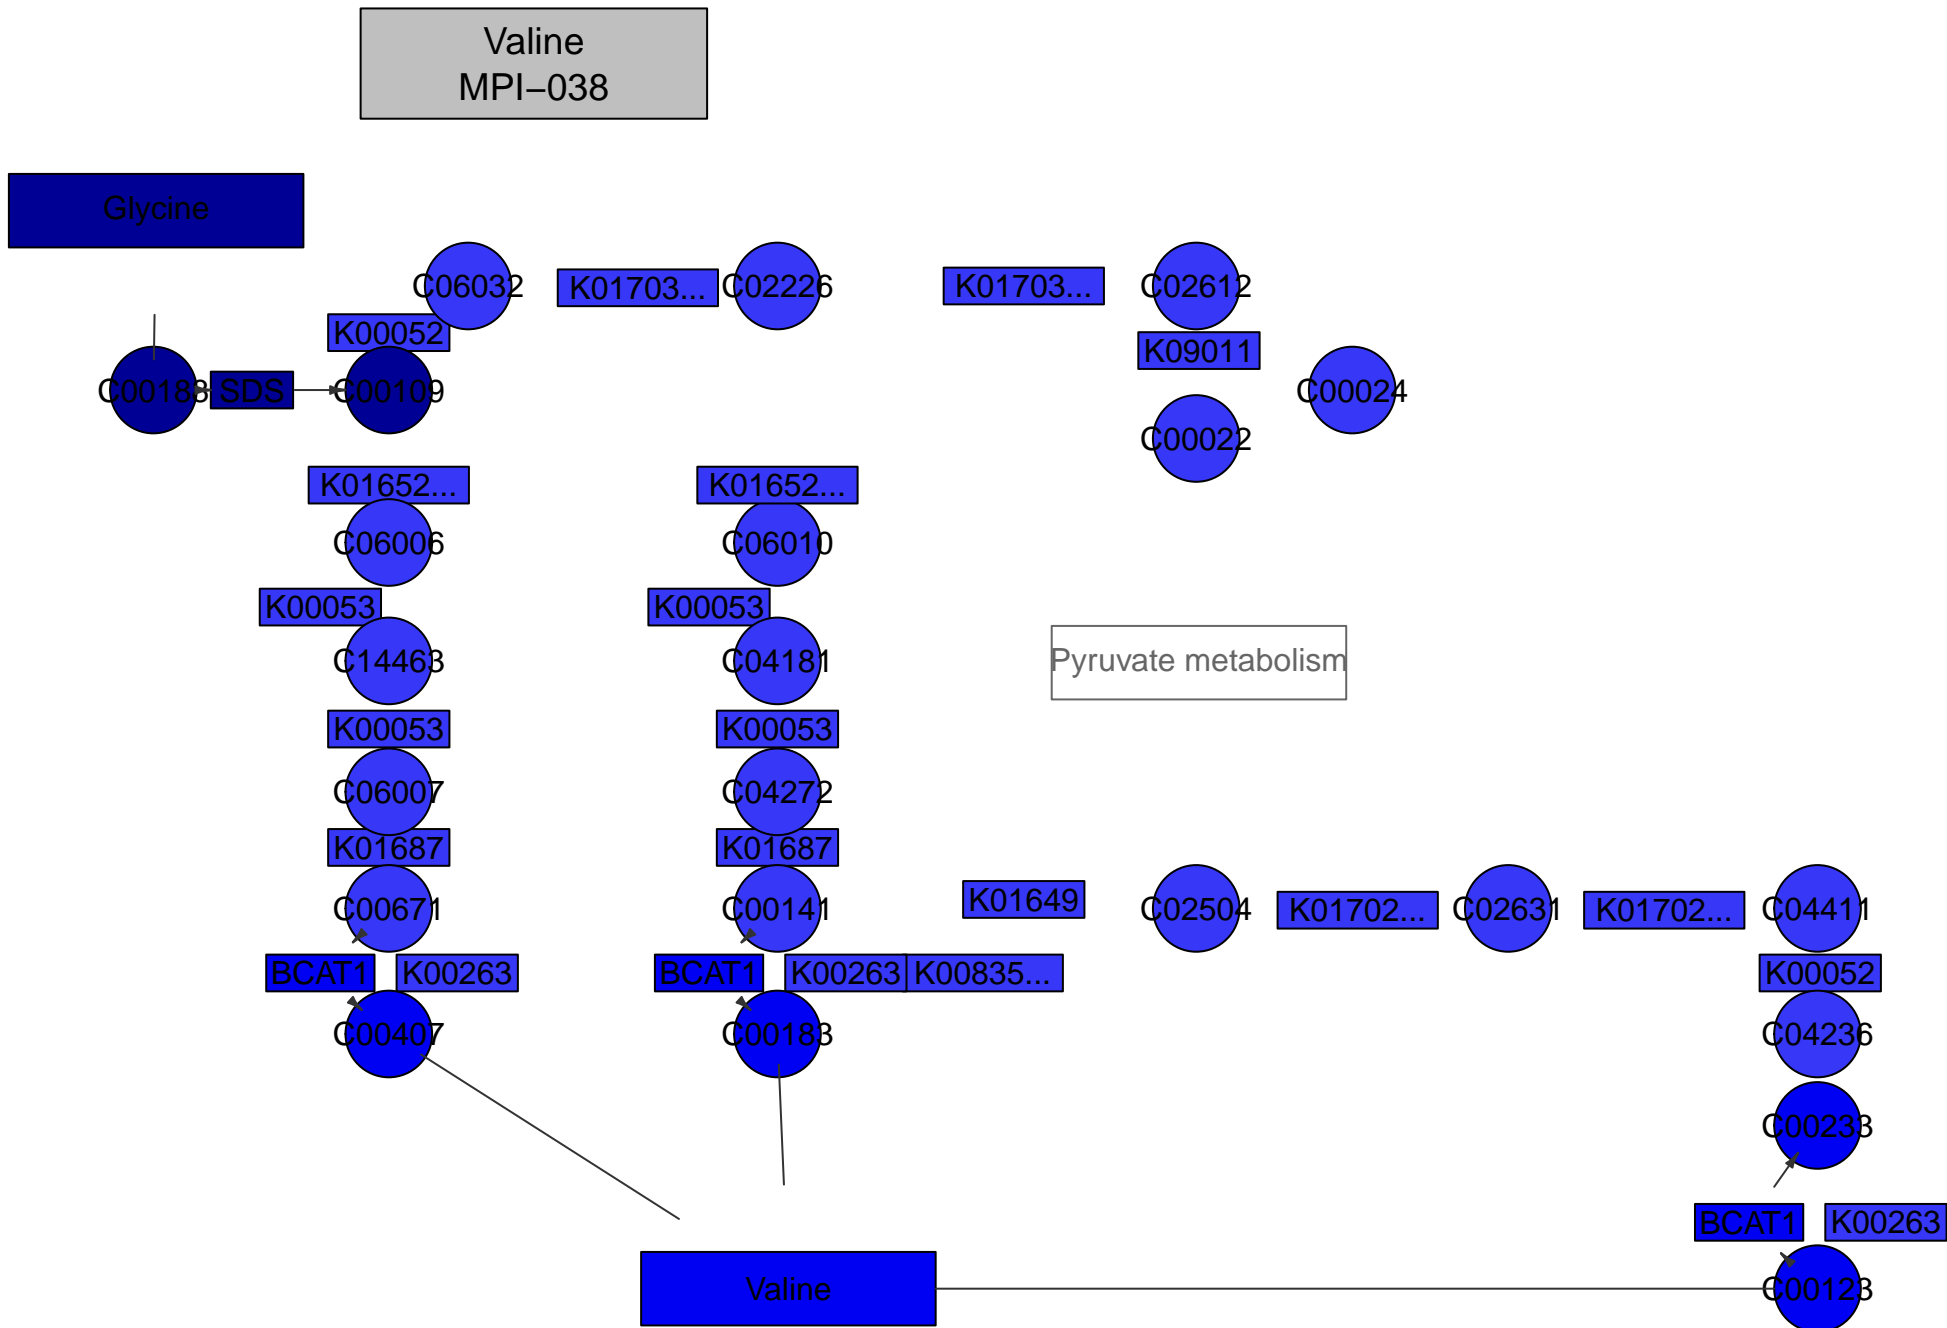 Valine
MPI−038
Glycine
C06032
K01703...
C02226
K01703...
C02612
K00052
K09011
C00188
SDS
C00109
C00024
C00022
K01652...
K01652...
C06006
C06010
K00053
K00053
C14463
C04181
Pyruvate metabolism
K00053
K00053
C06007
C04272
K01687
K01687
C00671
C00141
K01649
C02504
K01702...
C02631
K01702...
C04411
BCAT1
K00263
BCAT1
K00263
K00835...
K00052
C00407
C00183
C04236
C00233
BCAT1
K00263
Valine
C00123